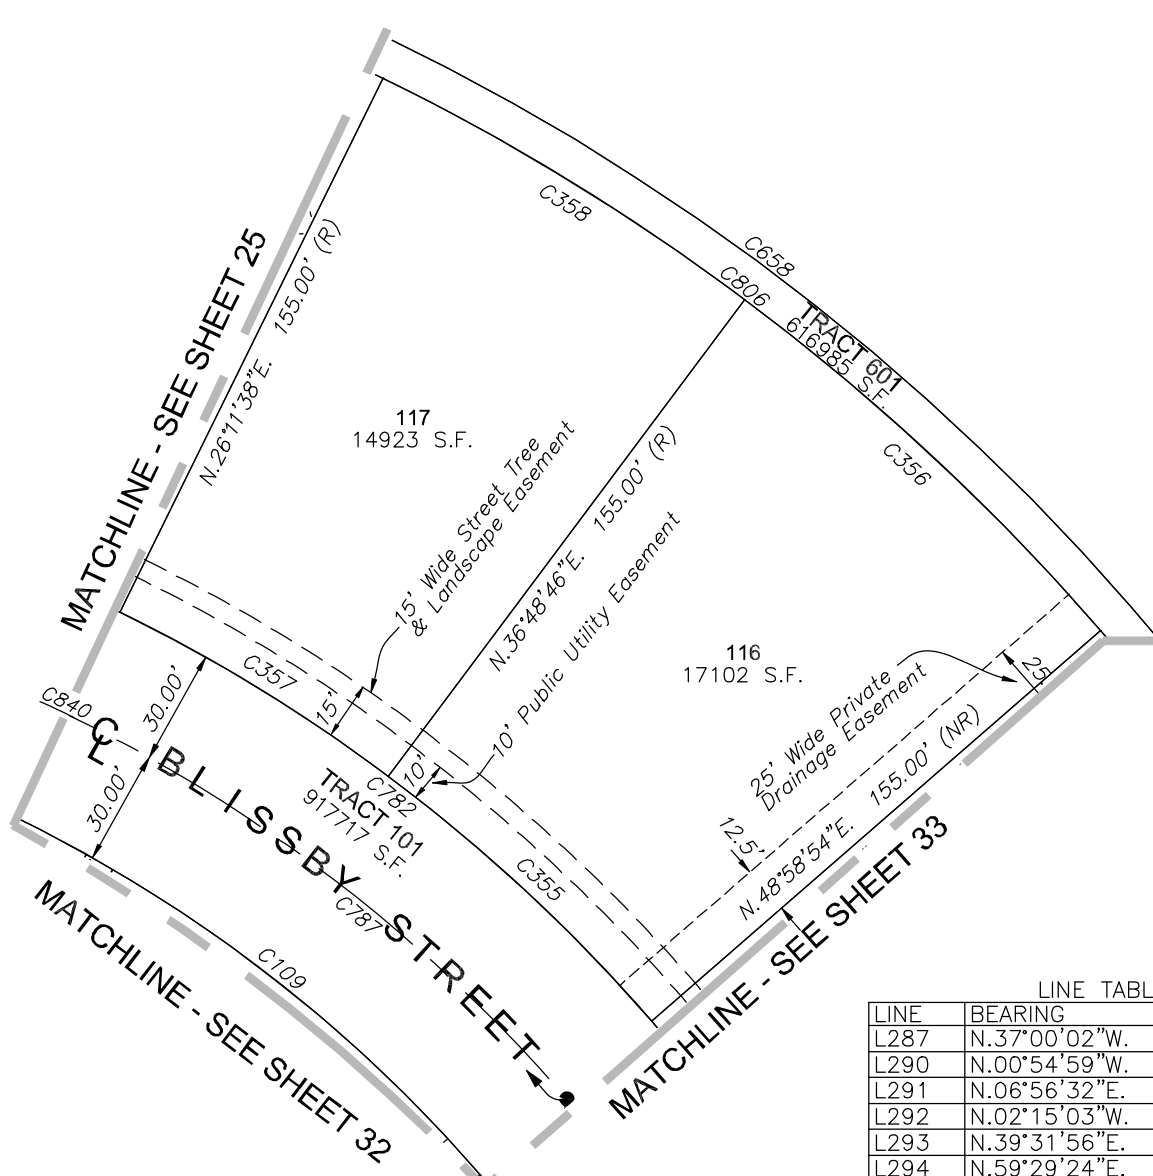 MATCHLINE - SEE SHEET 25
N.26°11'38"E. 155.00' (R)
C358
C658
C806
TRACT 601
616985 S.F.
C356
117
14923 S.F.
15' Wide Street Tree
& Landscape Easement
N.36°48'46"E. 155.00' (R)
10' Public Utility Easement
116
17102 S.F.
25' Wide Private
Drainage Easement
25'
12.5'
N.48°58'54"E. 155.00' (NR)
MATCHLINE - SEE SHEET 33
C357
15'
10'
C782
C355
C840
CL
30.00'
30.00'
BLISSBY STREET
TRACT 101
917717 S.F.
C787
C109
MATCHLINE - SEE SHEET 32
LINE TABL
LINE BEARING
L287 N.37°00'02"W.
L290 N.00°54'59"W.
L291 N.06°56'32"E.
L292 N.02°15'03"W.
L293 N.39°31'56"E.
L294 N.59°29'24"E.